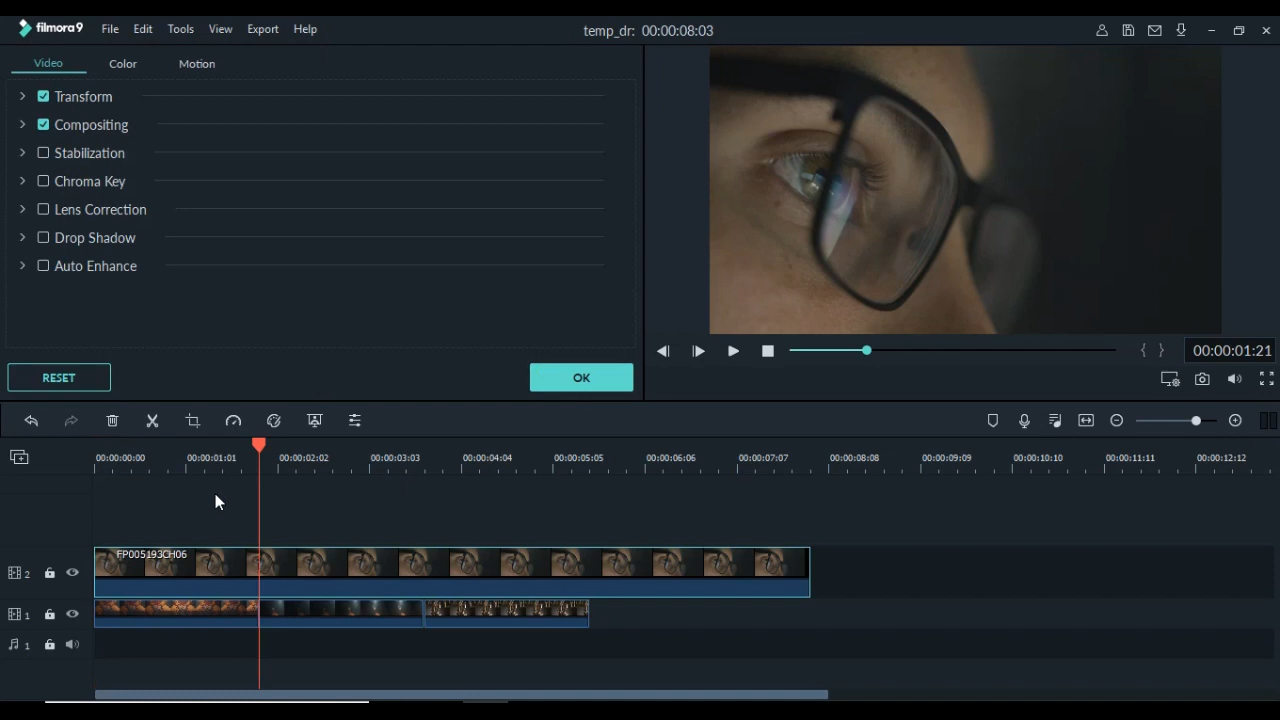 filmora9 File Edit Tools View Export Help temp_dr: 00:00:08:03
Video Color Motion
Transform
Compositing
Stabilization
Chroma Key
Lens Correction
Drop Shadow
Auto Enhance
RESET OK
{ } 00:00:01:21
00:00:00:00 00:00:01:01 00:00:02:02 00:00:03:03 00:00:04:04 00:00:05:05 00:00:06:06 00:00:07:07 00:00:08:08 00:00:09:09 00:00:10:10 00:00:11:11 00:00:12:12
FP005193CH06
2
1
1